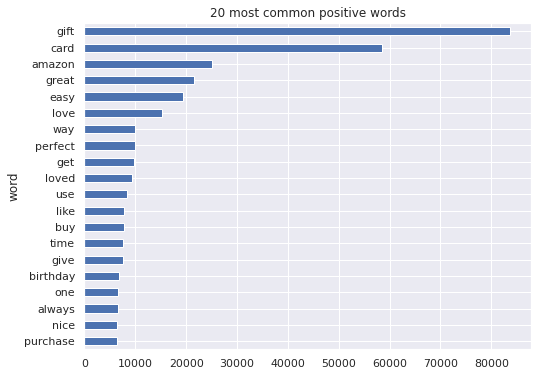 20 most common positive words
gift
card
amazon
great
easy
love
way
perfect
get
loved
use
like
buy
time
give
birthday
one
always
nice
purchase
word
0 10000 20000 30000 40000 50000 60000 70000 80000